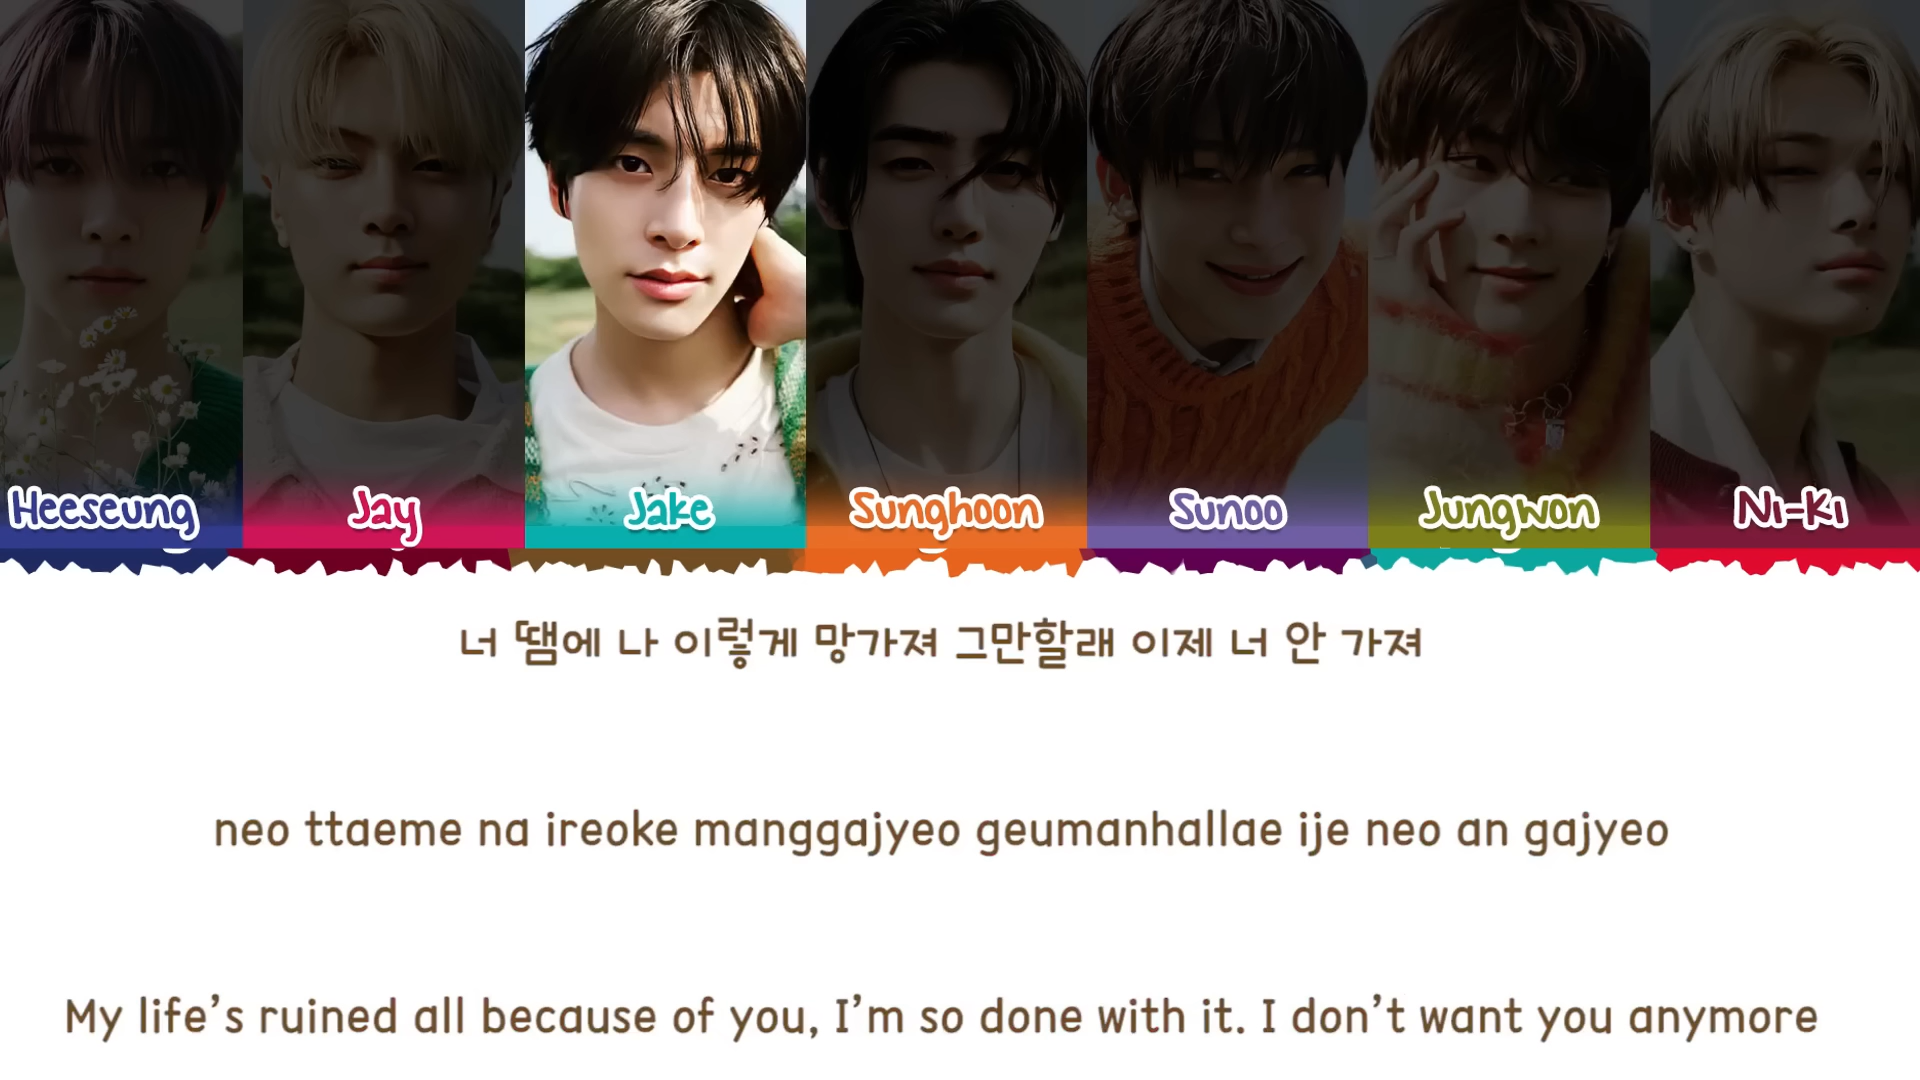 Heeseung Jay Jake Sunghoon Sunoo Jungwon Ni-Ki
너 땜에 나 이렇게 망가져 그만할래 이제 너 안 가져
neo ttaeme na ireoke manggajyeo geumanhallae ije neo an gajyeo
My life's ruined all because of you, I'm so done with it. I don't want you anymore